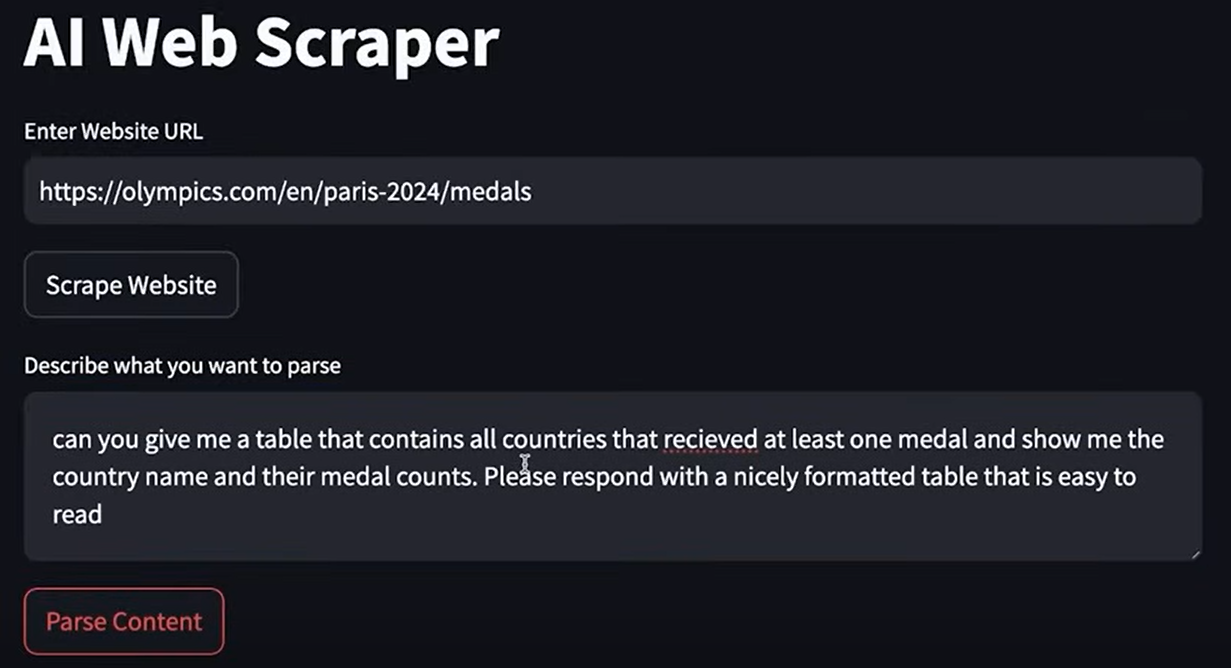 AI Web Scraper
Enter Website URL
https://olympics.com/en/paris-2024/medals
Scrape Website
Describe what you want to parse
can you give me a table that contains all countries that recieved at least one medal and show me the
country name and their medal counts. Please respond with a nicely formatted table that is easy to
read
Parse Content